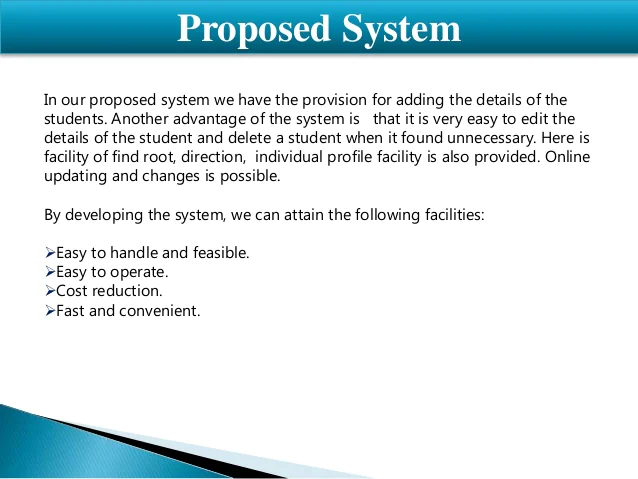 Proposed System
In our proposed system we have the provision for adding the details of the
students. Another advantage of the system is   that it is very easy to edit the
details of the student and delete a student when it found unnecessary. Here is
facility of find root, direction,  individual profile facility is also provided. Online
updating and changes is possible.
By developing the system, we can attain the following facilities:
➢Easy to handle and feasible.
➢Easy to operate.
➢Cost reduction.
➢Fast and convenient.